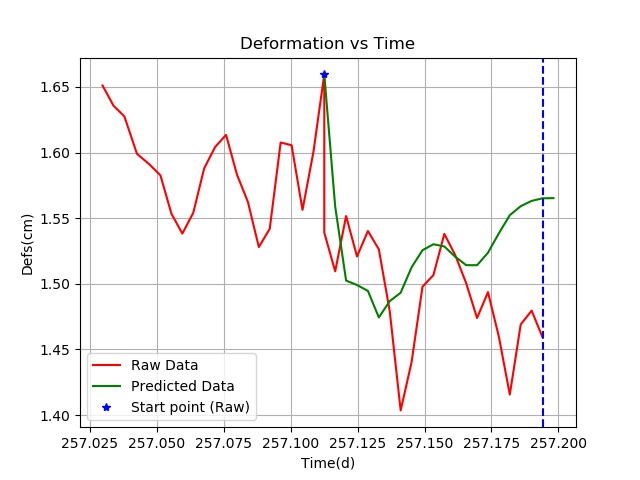 Deformation vs Time
Defs(cm)
1.65
1.60
1.55
1.50
1.45
1.40
Raw Data
Predicted Data
Start point (Raw)
257.025 257.050 257.075 257.100 257.125 257.150 257.175 257.200
Time(d)